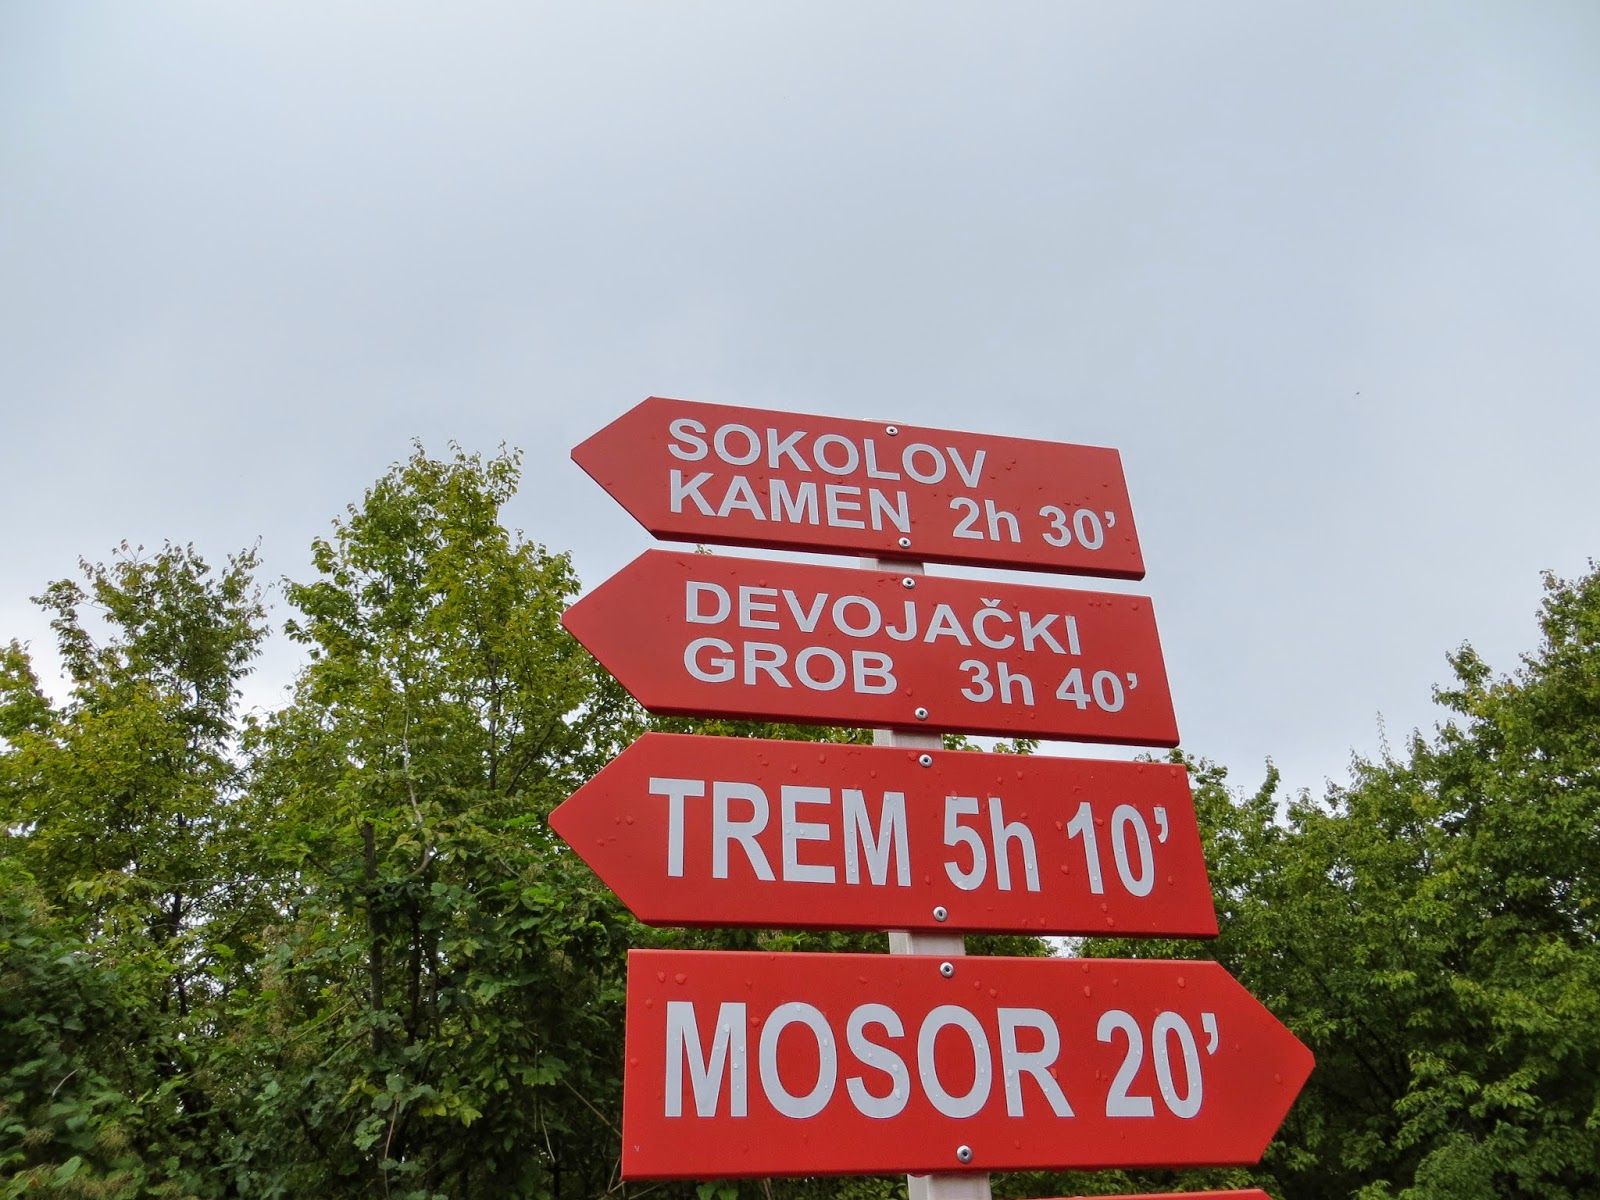 SOKOLOV
KAMEN 2h 30’
DEVOJAČKI
GROB 3h 40’
TREM 5h 10’
MOSOR 20’